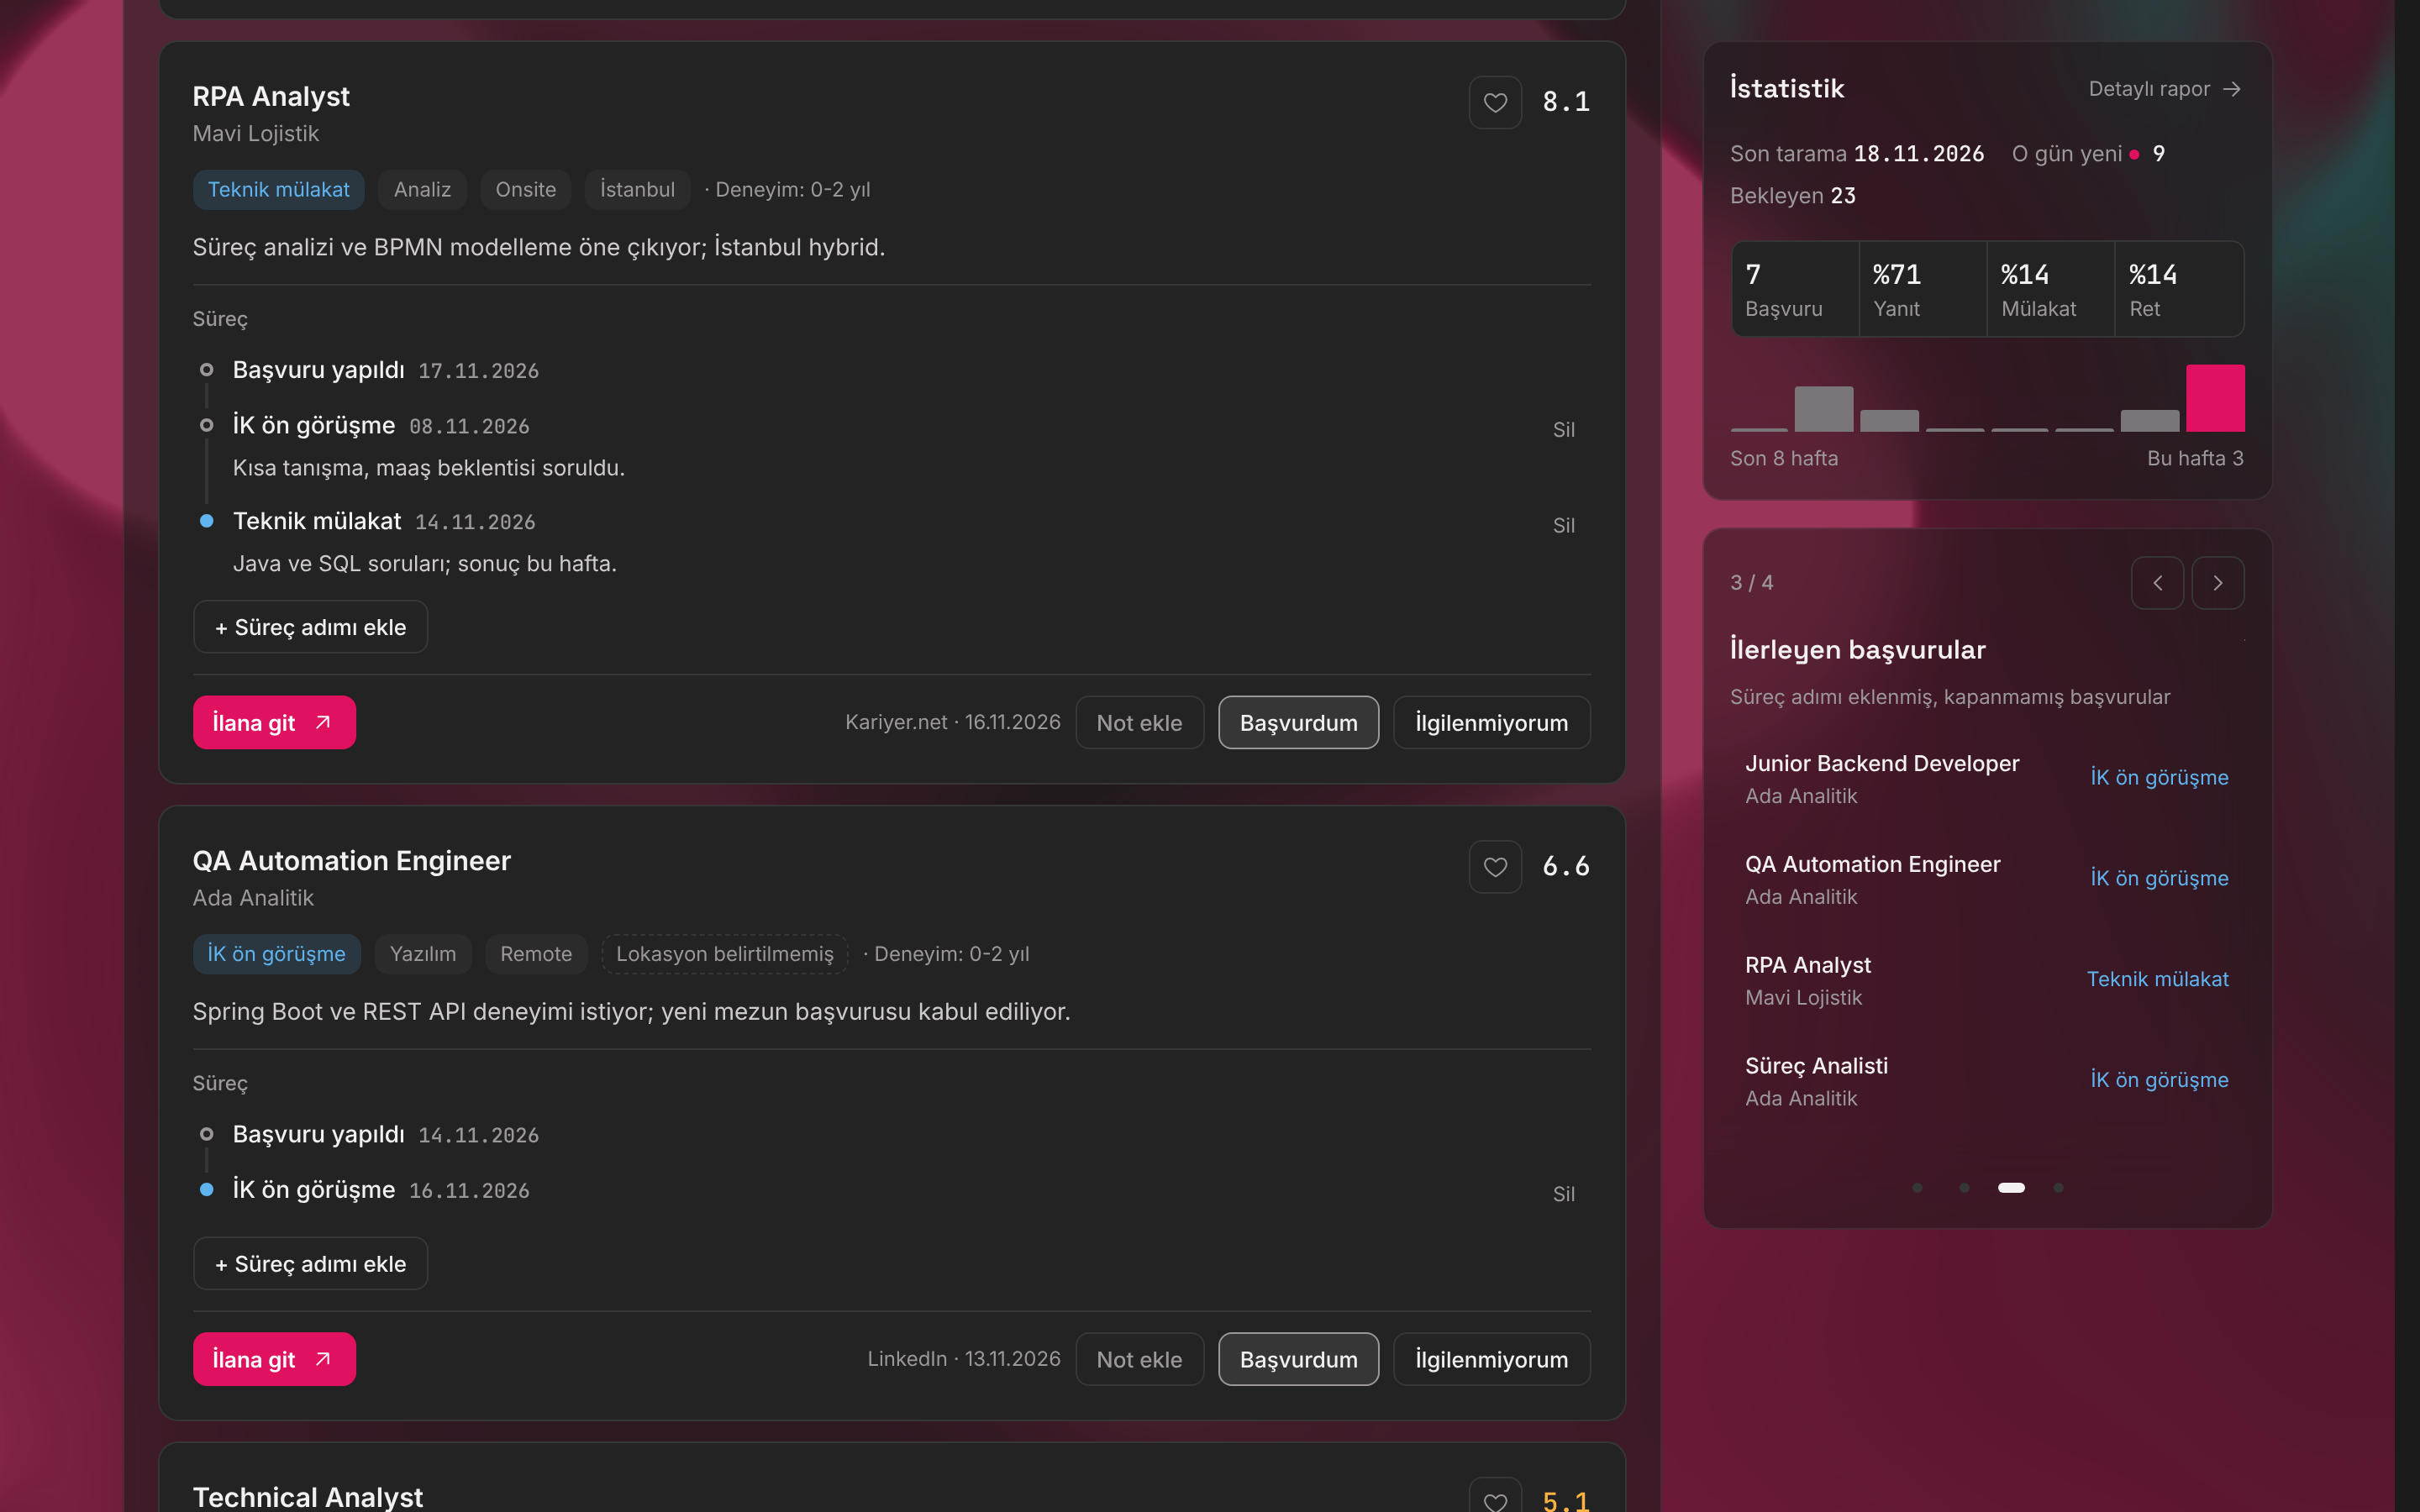 RPA Analyst
8.1
Mavi Lojistik
Teknik mülakat Analiz Onsite İstanbul · Deneyim: 0-2 yıl
Süreç analizi ve BPMN modelleme öne çıkıyor; İstanbul hybrid.
Süreç
Başvuru yapıldı 17.11.2026
İK ön görüşme 08.11.2026
Sil
Kısa tanışma, maaş beklentisi soruldu.
Teknik mülakat 14.11.2026
Sil
Java ve SQL soruları; sonuç bu hafta.
+ Süreç adımı ekle
İlana git
Kariyer.net · 16.11.2026
Not ekle
Başvurdum
İlgilenmiyorum
QA Automation Engineer
6.6
Ada Analitik
İK ön görüşme Yazılım Remote Lokasyon belirtilmemiş · Deneyim: 0-2 yıl
Spring Boot ve REST API deneyimi istiyor; yeni mezun başvurusu kabul ediliyor.
Süreç
Başvuru yapıldı 14.11.2026
İK ön görüşme 16.11.2026
Sil
+ Süreç adımı ekle
İlana git
LinkedIn · 13.11.2026
Not ekle
Başvurdum
İlgilenmiyorum
Technical Analyst
5.1
İstatistik
Detaylı rapor →
Son tarama 18.11.2026 O gün yeni 9
Bekleyen 23
7 %71 %14 %14
Başvuru Yanıt Mülakat Ret
Son 8 hafta
Bu hafta 3
3 / 4
İlerleyen başvurular
Süreç adımı eklenmiş, kapanmamış başvurular
Junior Backend Developer
Ada Analitik
İK ön görüşme
QA Automation Engineer
Ada Analitik
İK ön görüşme
RPA Analyst
Mavi Lojistik
Teknik mülakat
Süreç Analisti
Ada Analitik
İK ön görüşme